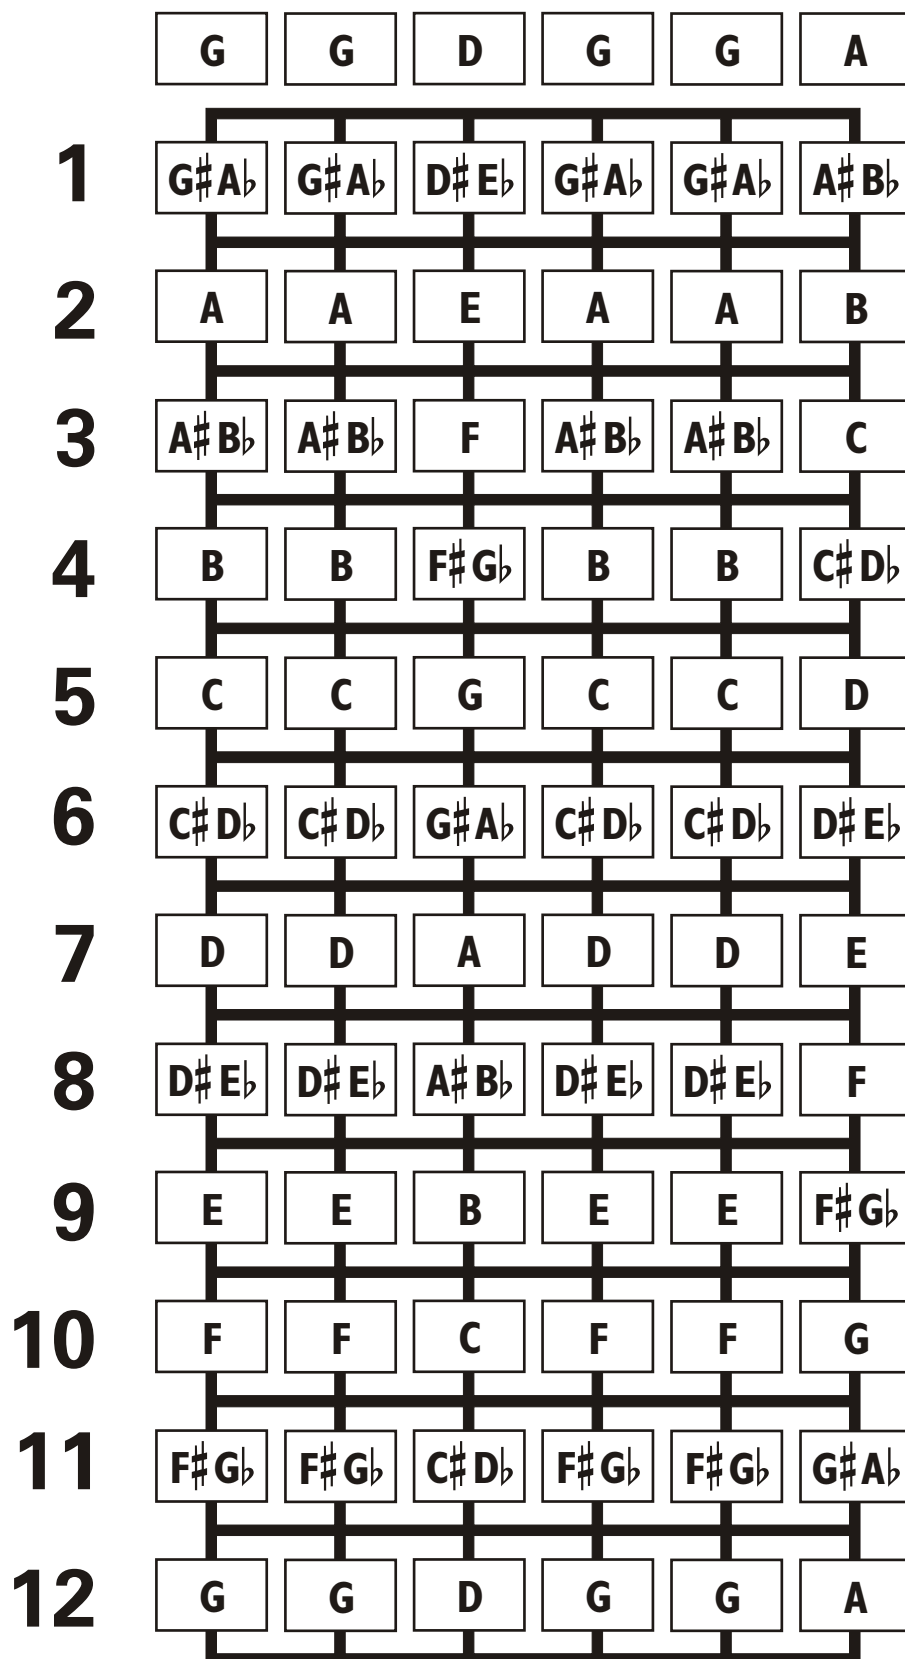 G G D G G A
1 G♯A♭ G♯A♭ D♯E♭ G♯A♭ G♯A♭ A♯B♭
2 A A E A A B
3 A♯B♭ A♯B♭ F A♯B♭ A♯B♭ C
4 B B F♯G♭ B B C♯D♭
5 C C G C C D
6 C♯D♭ C♯D♭ G♯A♭ C♯D♭ C♯D♭ D♯E♭
7 D D A D D E
8 D♯E♭ D♯E♭ A♯B♭ D♯E♭ D♯E♭ F
9 E E B E E F♯G♭
10 F F C F F G
11 F♯G♭ F♯G♭ C♯D♭ F♯G♭ F♯G♭ G♯A♭
12 G G D G G A